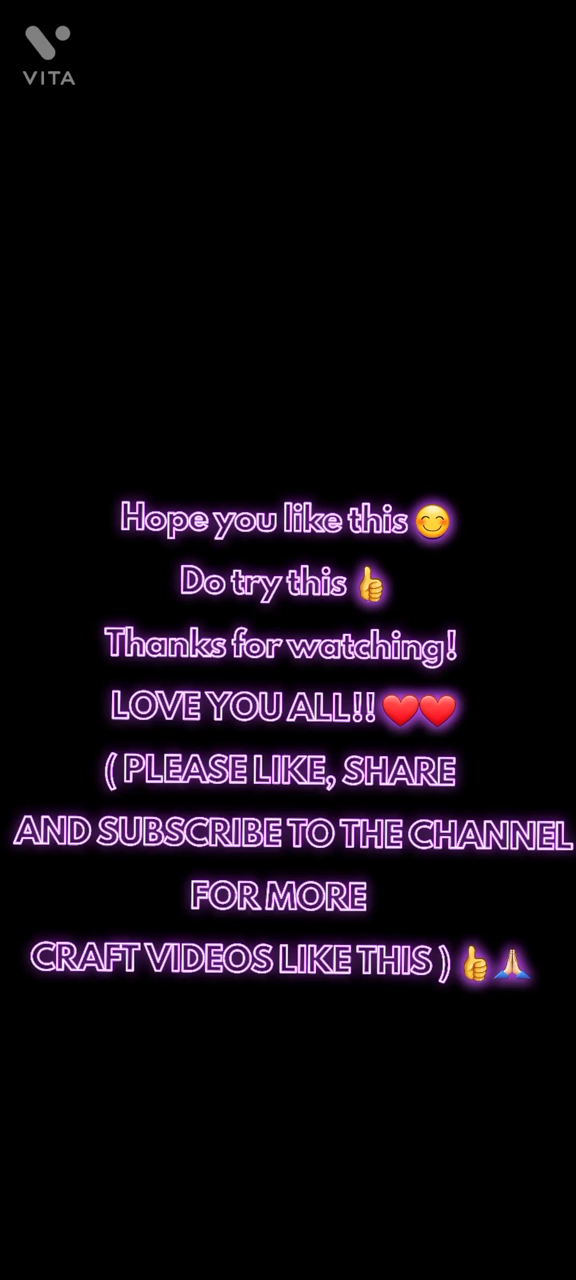 VITA
Hope you like this 😊
Do try this 👍
Thanks for watching!
LOVE YOU ALL!! ❤️❤️
( PLEASE LIKE, SHARE
AND SUBSCRIBE TO THE CHANNEL
FOR MORE
CRAFT VIDEOS LIKE THIS ) 👍🙏